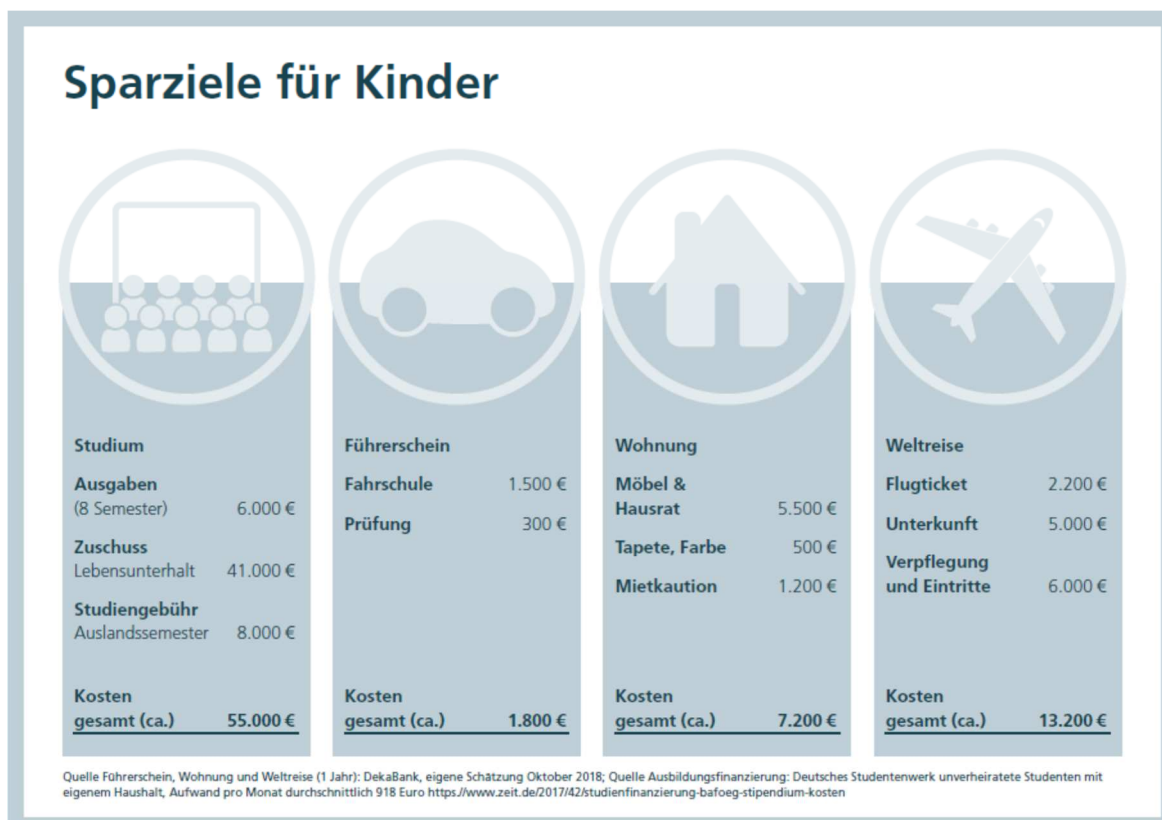 Sparziele für Kinder
Studium
Ausgaben
(8 Semester) 6.000 €
Zuschuss
Lebensunterhalt 41.000 €
Studiengebühr
Auslandssemester 8.000 €
Kosten
gesamt (ca.) 55.000 €
Führerschein
Fahrschule 1.500 €
Prüfung 300 €
Kosten
gesamt (ca.) 1.800 €
Wohnung
Möbel &
Hausrat 5.500 €
Tapete, Farbe 500 €
Mietkaution 1.200 €
Kosten
gesamt (ca.) 7.200 €
Weltreise
Flugticket 2.200 €
Unterkunft 5.000 €
Verpflegung
und Eintritte 6.000 €
Kosten
gesamt (ca.) 13.200 €
Quelle Führerschein, Wohnung und Weltreise (1 Jahr): DekaBank, eigene Schätzung Oktober 2018; Quelle Ausbildungsfinanzierung: Deutsches Studentenwerk unverheiratete Studenten mit
eigenem Haushalt, Aufwand pro Monat durchschnittlich 918 Euro https://www.zeit.de/2017/42/studienfinanzierung-bafoeg-stipendium-kosten